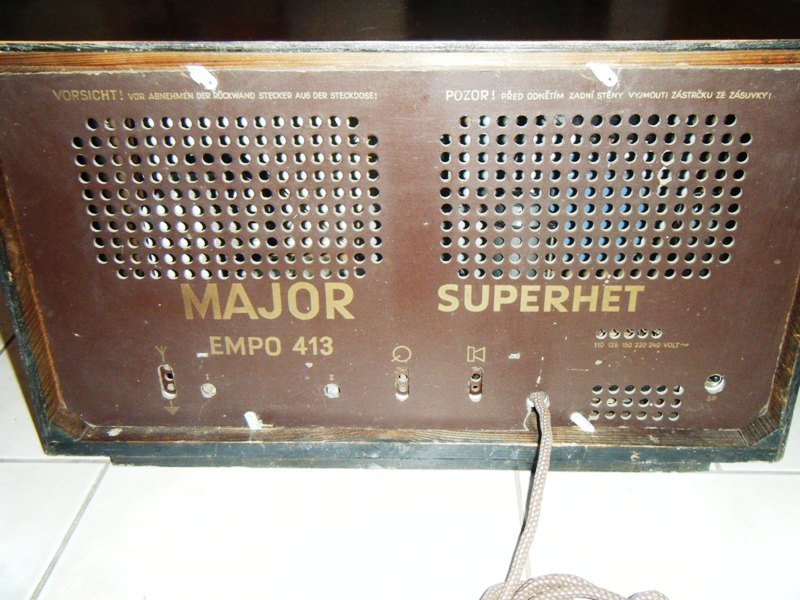 VORSICHT! VOR ABNEHMEN DER RÜCKWAND STECKER AUS DER STECKDOSE!
POZOR! PŘED ODNĚTÍM ZADNÍ STĚNY VYJMOUTI ZÁSTRČKU ZE ZÁSUVKY!
MAJOR
SUPERHET
EMPO 413
110 125 150 220 240 VOLT~
I
II
SP